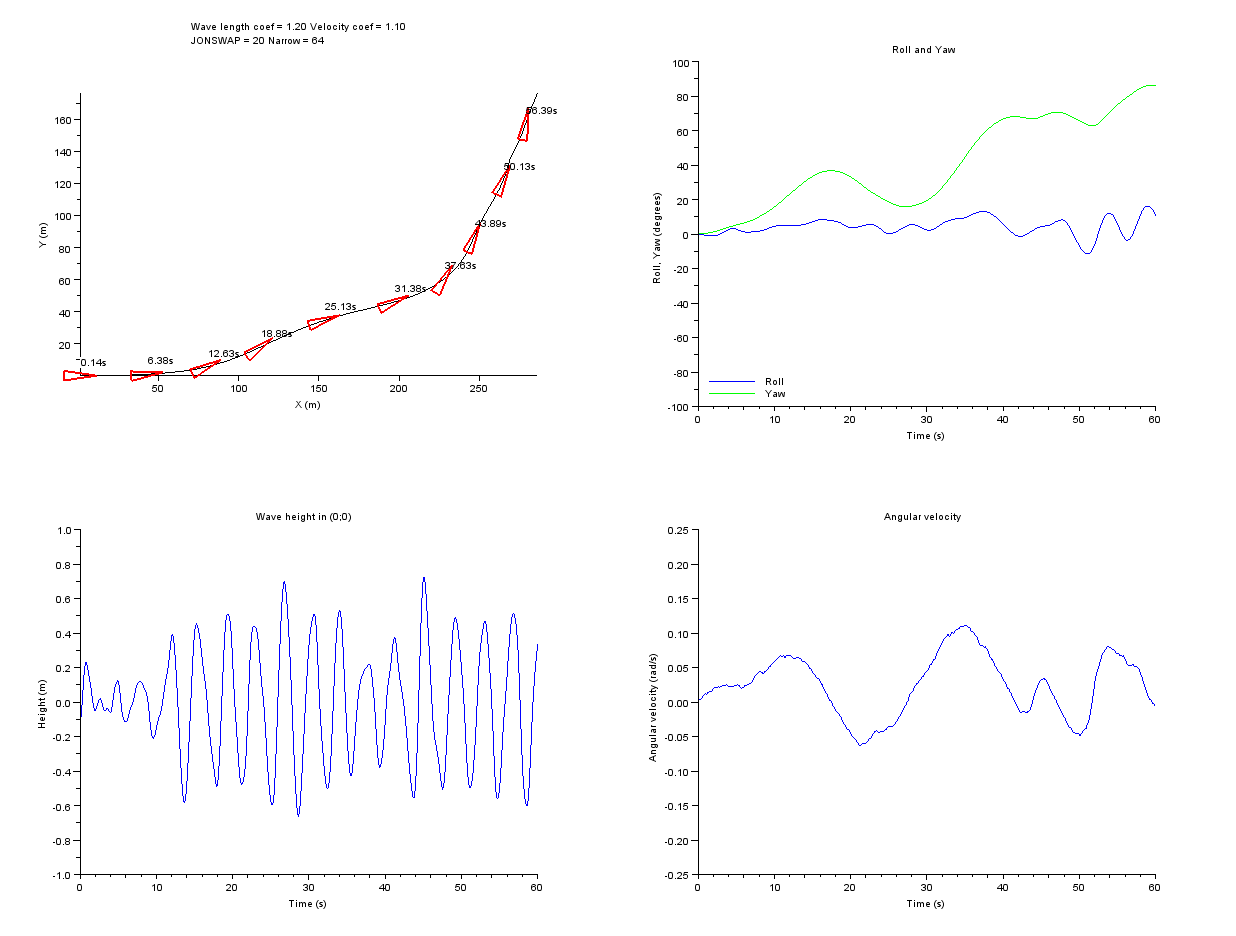 Wave length coef = 1.20 Velocity coef = 1.10
JONSWAP = 20 Narrow = 64
160
140
120
100
80
60
40
20
Y (m)
50
100
150
200
250
X (m)
0.14s
6.38s
12.63s
18.88s
25.13s
31.38s
37.63s
43.89s
50.13s
56.39s
Roll and Yaw
100
80
60
40
20
0
-20
-40
-60
-80
-100
Roll, Yaw (degrees)
Roll
Yaw
0
10
20
30
40
50
60
Time (s)
Wave height in (0;0)
1.0
0.8
0.6
0.4
0.2
0.0
-0.2
-0.4
-0.6
-0.8
-1.0
Height (m)
0
10
20
30
40
50
60
Time (s)
Angular velocity
0.25
0.20
0.15
0.10
0.05
0.00
-0.05
-0.10
-0.15
-0.20
-0.25
Angular velocity (rad/s)
0
10
20
30
40
50
60
Time (s)